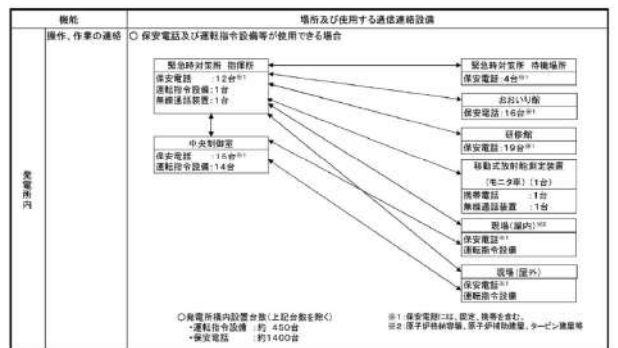 機能
場所及び使用する通信連絡設備
発電所内
操作、作業の連絡
○ 保安電話及び運転指令設備等が使用できる場合
緊急時対策所 指揮所
保安電話 :12台※1
運転指令設備:1台
無線通話装置:1台
中央制御室
保安電話 :15台※1
運転指令設備:14台
緊急時対策所 待機場所
保安電話:4台※1
おおいり館
保安電話:16台※1
研修館
保安電話:19台※1
移動式放射能測定装置
(モニタ車)(1台)
携帯電話 :1台
無線通話装置 :1台
現場(屋内)※2
保安電話※1
運転指令設備
現場(屋外)
保安電話※1
運転指令設備
○発電所構内設置台数(上記台数を除く)
・運転指令設備 :約 450台
・保安電話 :約1400台
※1:保安電話には、固定、携帯を含む。
※2:原子炉格納容器、原子炉補助建屋、タービン建屋等